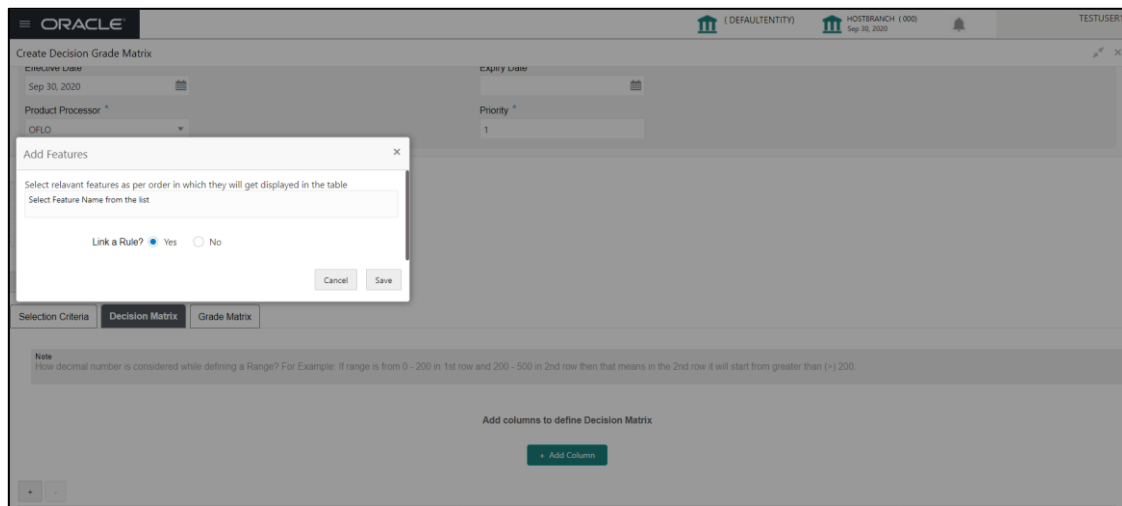 ORACLE
( DEFAULTENTITY)
HOSTBRANCH ( 000)
Sep 30, 2020
TESTUSER1
Create Decision Grade Matrix
Effective Date
Expiry Date
Sep 30, 2020
Product Processor *
Priority *
OFLO
1
Add Features
Select relavant features as per order in which they will get displayed in the table
Select Feature Name from the list
Link a Rule? Yes No
Cancel Save
Selection Criteria Decision Matrix Grade Matrix
Note
How decimal number is considered while defining a Range? For Example: If range is from 0 - 200 in 1st row and 200 - 500 in 2nd row then that means in the 2nd row it will start from greater than (>) 200.
Add columns to define Decision Matrix
+ Add Column
+ -